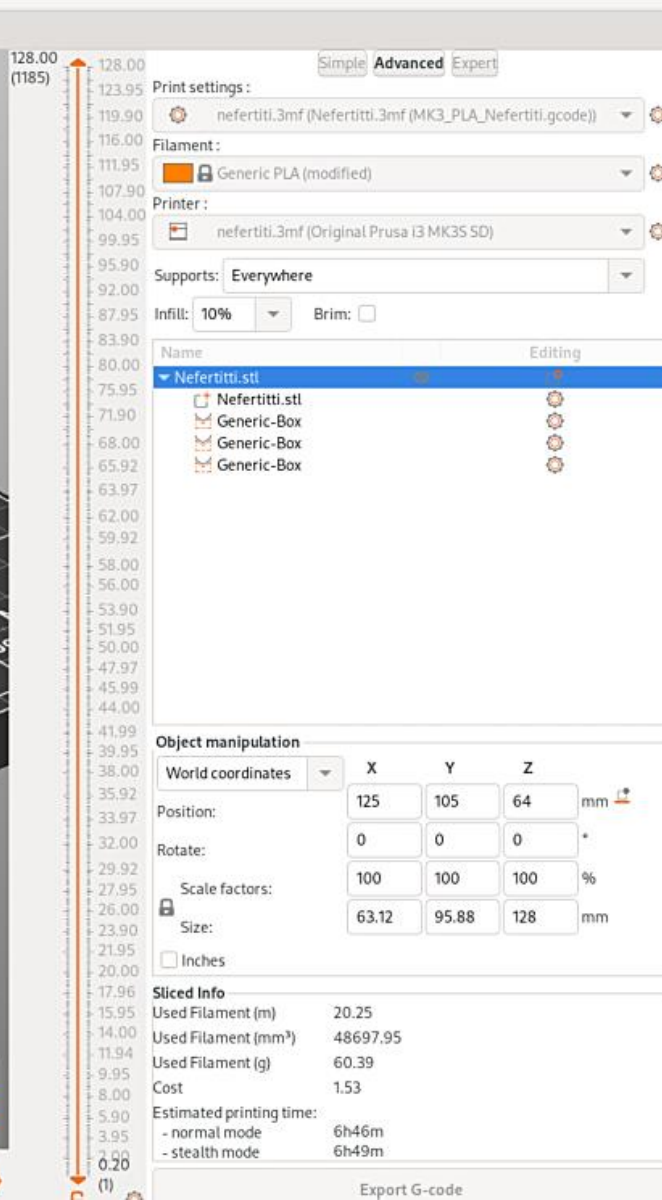 128.00
(1185)
128.00
123.95
119.90
116.00
111.95
107.90
104.00
99.95
95.90
92.00
87.95
83.90
80.00
75.95
71.90
68.00
65.92
63.97
62.00
59.92
58.00
56.00
53.90
51.95
50.00
47.97
45.99
44.00
41.99
39.95
38.00
35.92
33.97
32.00
29.92
27.95
26.00
23.90
21.95
20.00
17.96
15.95
14.00
11.94
9.95
8.00
5.90
3.95
2.00
0.20
(1)
Simple Advanced Expert
Print settings :
nefertiti.3mf (Nefertitti.3mf (MK3_PLA_Nefertiti.gcode))
Filament :
Generic PLA (modified)
Printer :
nefertiti.3mf (Original Prusa i3 MK3S SD)
Supports: Everywhere
Infill: 10% Brim:
Name Editing
Nefertitti.stl
Nefertitti.stl
Generic-Box
Generic-Box
Generic-Box
Object manipulation
World coordinates X Y Z
Position: 125 105 64 mm
Rotate: 0 0 0 °
Scale factors: 100 100 100 %
Size: 63.12 95.88 128 mm
Inches
Sliced Info
Used Filament (m) 20.25
Used Filament (mm³) 48697.95
Used Filament (g) 60.39
Cost 1.53
Estimated printing time:
- normal mode 6h46m
- stealth mode 6h49m
Export G-code